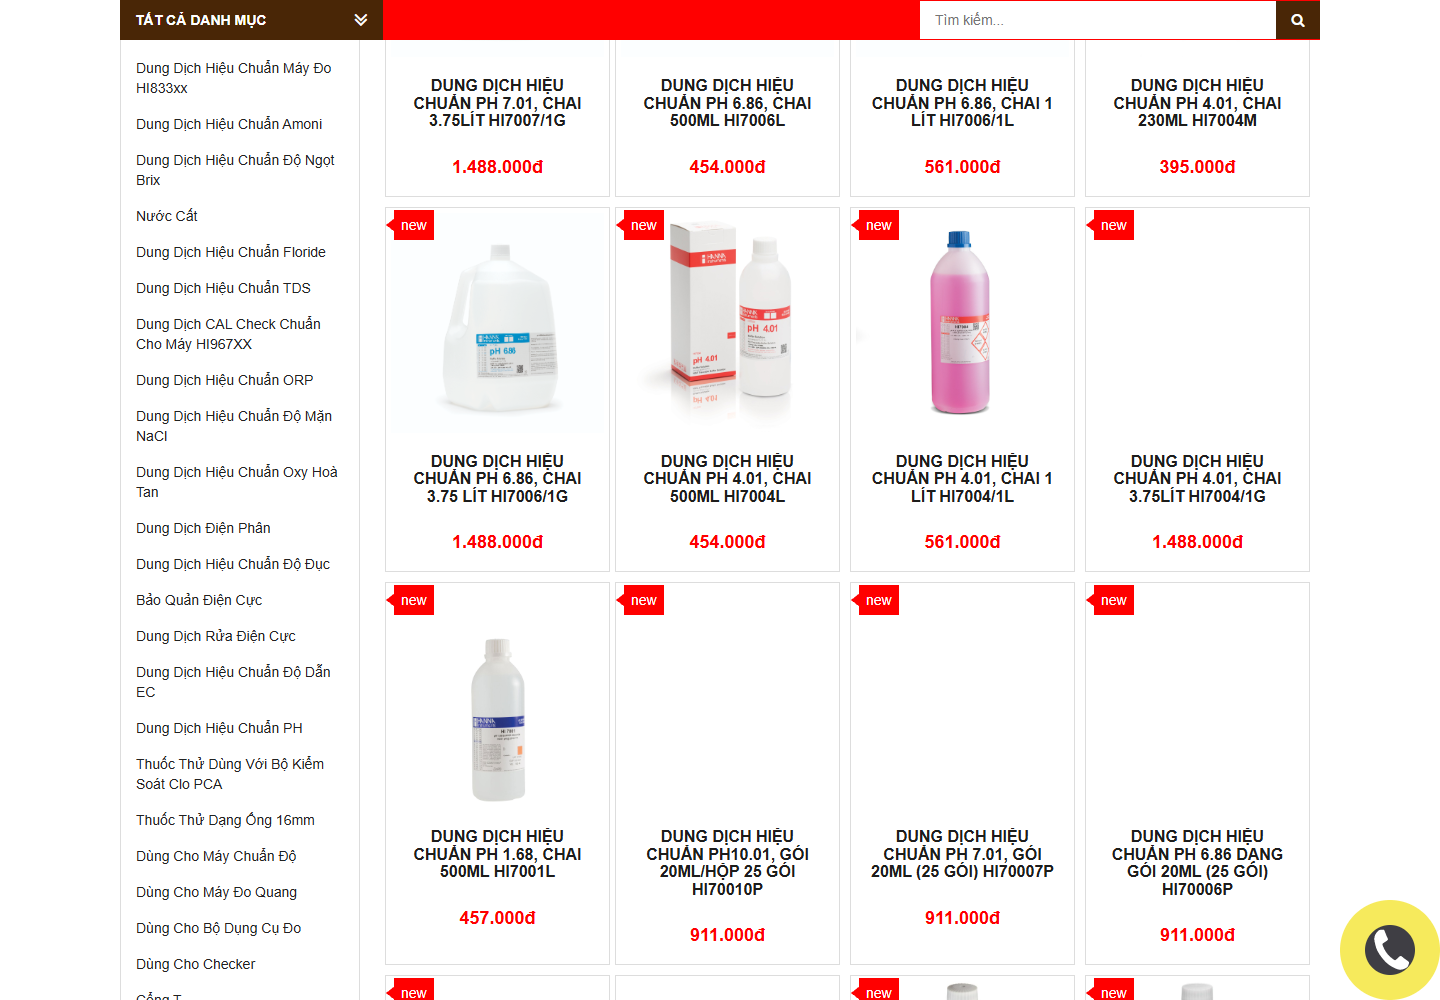 TẤT CẢ DANH MỤC
Tìm kiếm...
Dung Dịch Hiệu Chuẩn Máy Đo
HI833xx
Dung Dịch Hiệu Chuẩn Amoni
Dung Dịch Hiệu Chuẩn Độ Ngọt
Brix
Nước Cất
Dung Dịch Hiệu Chuẩn Floride
Dung Dịch Hiệu Chuẩn TDS
Dung Dịch CAL Check Chuẩn
Cho Máy HI967XX
Dung Dịch Hiệu Chuẩn ORP
Dung Dịch Hiệu Chuẩn Độ Mặn
NaCl
Dung Dịch Hiệu Chuẩn Oxy Hoà
Tan
Dung Dịch Điện Phân
Dung Dịch Hiệu Chuẩn Độ Đục
Bảo Quản Điện Cực
Dung Dịch Rửa Điện Cực
Dung Dịch Hiệu Chuẩn Độ Dẫn
EC
Dung Dịch Hiệu Chuẩn PH
Thuốc Thử Dùng Với Bộ Kiểm
Soát Clo PCA
Thuốc Thử Dạng Ống 16mm
Dùng Cho Máy Chuẩn Độ
Dùng Cho Máy Đo Quang
Dùng Cho Bộ Dụng Cụ Đo
Dùng Cho Checker
DUNG DỊCH HIỆU
CHUẨN PH 7.01, CHAI
3.75LÍT HI7007/1G
1.488.000đ
DUNG DỊCH HIỆU
CHUẨN PH 6.86, CHAI
500ML HI7006L
454.000đ
DUNG DỊCH HIỆU
CHUẨN PH 6.86, CHAI 1
LÍT HI7006/1L
561.000đ
DUNG DỊCH HIỆU
CHUẨN PH 4.01, CHAI
230ML HI7004M
395.000đ
new
HANNA
pH 6.86
DUNG DỊCH HIỆU
CHUẨN PH 6.86, CHAI
3.75 LÍT HI7006/1G
1.488.000đ
new
HANNA
pH 4.01
pH 4.01
DUNG DỊCH HIỆU
CHUẨN PH 4.01, CHAI
500ML HI7004L
454.000đ
new
DUNG DỊCH HIỆU
CHUẨN PH 4.01, CHAI 1
LÍT HI7004/1L
561.000đ
new
DUNG DỊCH HIỆU
CHUẨN PH 4.01, CHAI
3.75LÍT HI7004/1G
1.488.000đ
new
HANNA
DUNG DỊCH HIỆU
CHUẨN PH 1.68, CHAI
500ML HI7001L
457.000đ
new
DUNG DỊCH HIỆU
CHUẨN PH10.01, GÓI
20ML/HỘP 25 GÓI
HI70010P
911.000đ
new
DUNG DỊCH HIỆU
CHUẨN PH 7.01, GÓI
20ML (25 GÓI) HI70007P
911.000đ
new
DUNG DỊCH HIỆU
CHUẨN PH 6.86 DẠNG
GÓI 20ML (25 GÓI)
HI70006P
911.000đ
new
new
new